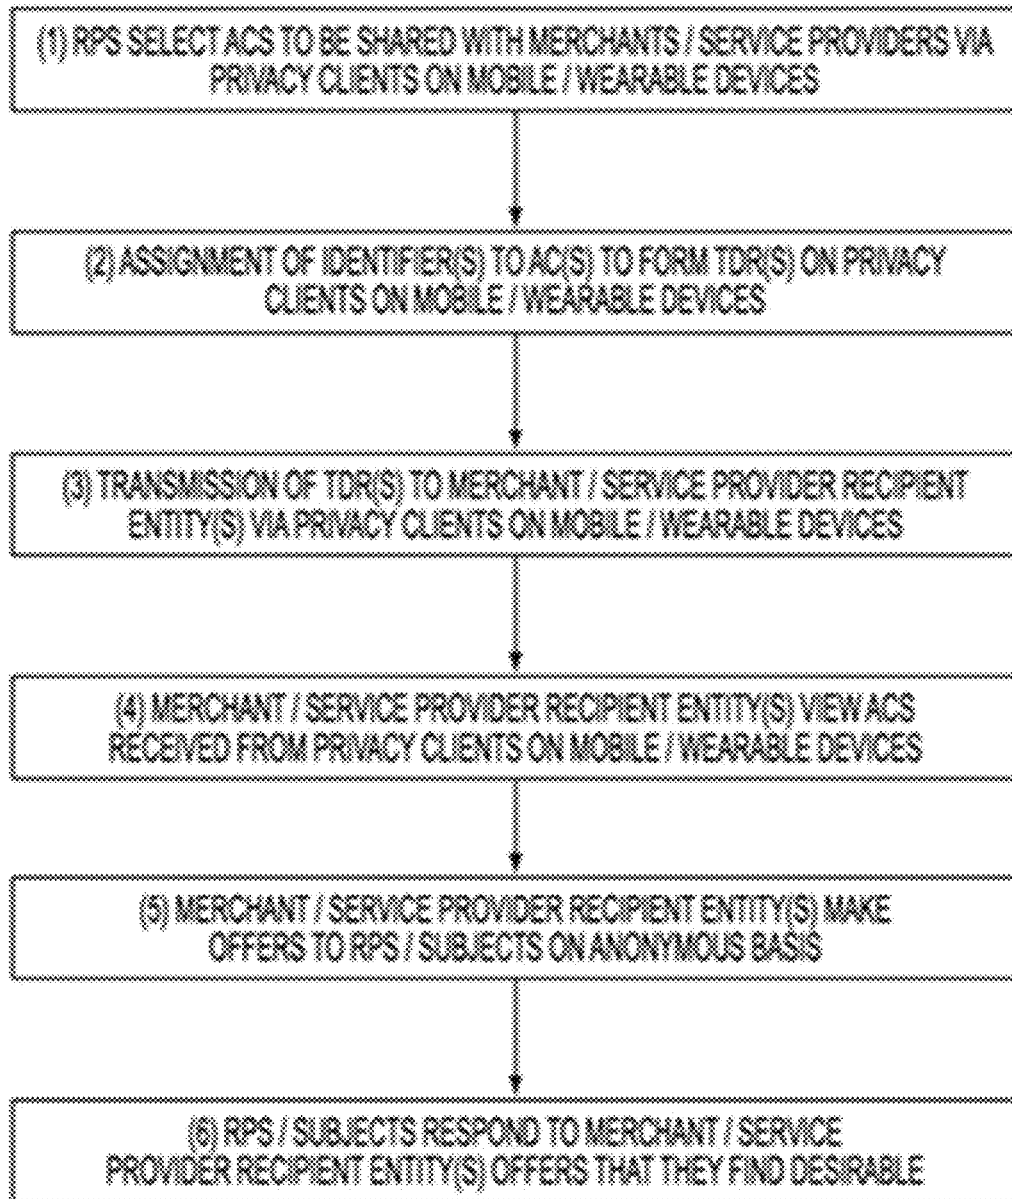 (1) RPS SELECT ACS TO BE SHARED WITH MERCHANTS / SERVICE PROVIDERS VIA
PRIVACY CLIENTS ON MOBILE / WEARABLE DEVICES
(2) ASSIGNMENT OF IDENTIFIER(S) TO AC(S) TO FORM TDR(S) ON PRIVACY
CLIENTS ON MOBILE / WEARABLE DEVICES
(3) TRANSMISSION OF TDR(S) TO MERCHANT / SERVICE PROVIDER RECIPIENT
ENTITY(S) VIA PRIVACY CLIENTS ON MOBILE / WEARABLE DEVICES
(4) MERCHANT / SERVICE PROVIDER RECIPIENT ENTITY(S) VIEW ACS
RECEIVED FROM PRIVACY CLIENTS ON MOBILE / WEARABLE DEVICES
(5) MERCHANT / SERVICE PROVIDER RECIPIENT ENTITY(S) MAKE
OFFERS TO RPS / SUBJECTS ON ANONYMOUS BASIS
(6) RPS / SUBJECTS RESPOND TO MERCHANT / SERVICE
PROVIDER RECIPIENT ENTITY(S) OFFERS THAT THEY FIND DESIRABLE